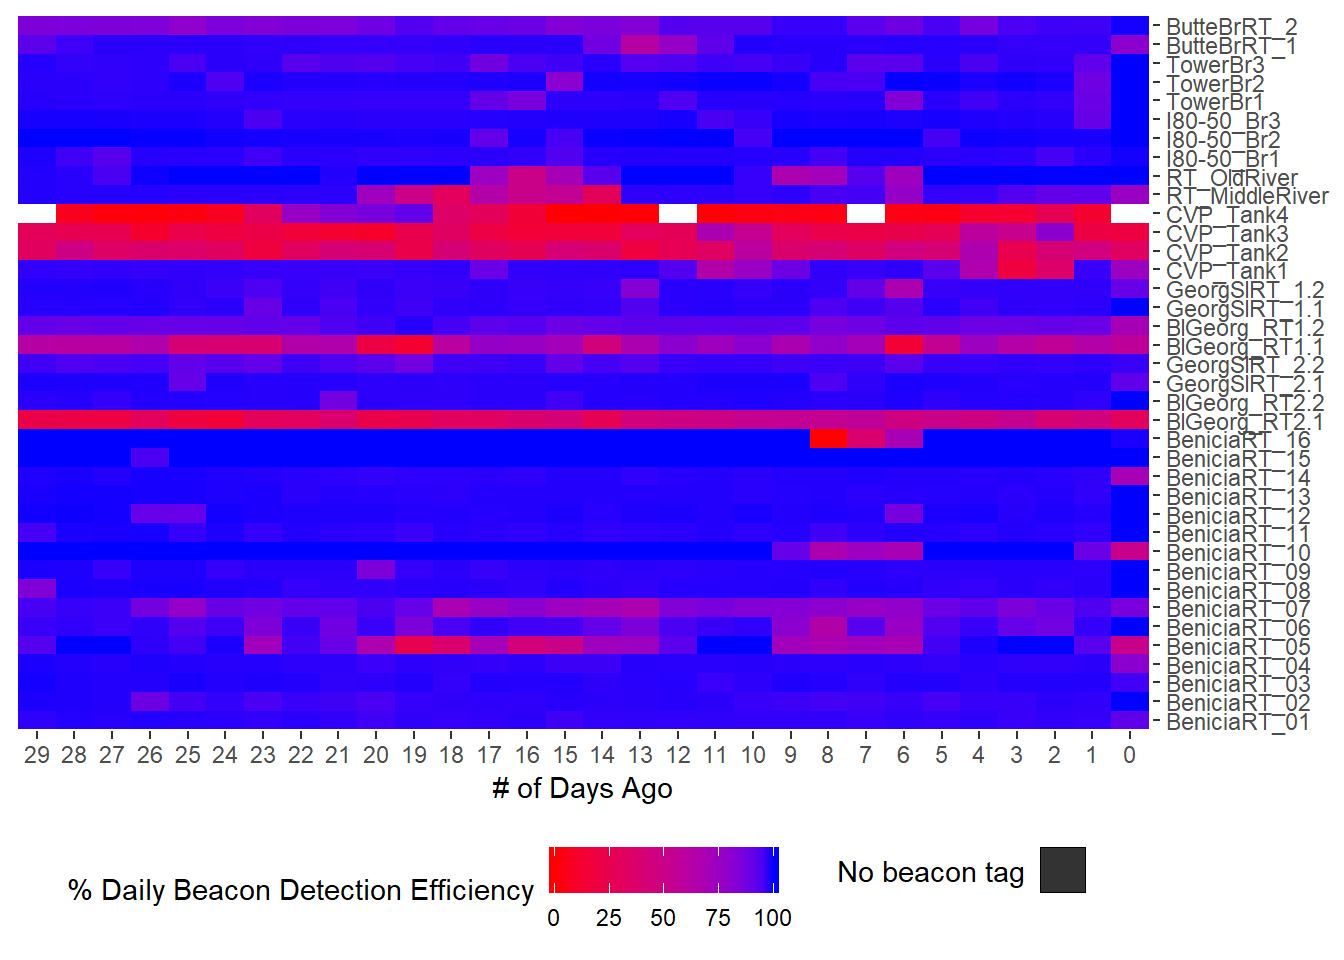 ButteBrRT_2
ButteBrRT_1
TowerBr3
TowerBr2
TowerBr1
I80-50_Br3
I80-50_Br2
I80-50_Br1
RT_OldRiver
RT_MiddleRiver
CVP_Tank4
CVP_Tank3
CVP_Tank2
CVP_Tank1
GeorgSlRT_1.2
GeorgSlRT_1.1
BlGeorg_RT1.2
BlGeorg_RT1.1
GeorgSlRT_2.2
GeorgSlRT_2.1
BlGeorg_RT2.2
BlGeorg_RT2.1
BeniciaRT_16
BeniciaRT_15
BeniciaRT_14
BeniciaRT_13
BeniciaRT_12
BeniciaRT_11
BeniciaRT_10
BeniciaRT_09
BeniciaRT_08
BeniciaRT_07
BeniciaRT_06
BeniciaRT_05
BeniciaRT_04
BeniciaRT_03
BeniciaRT_02
BeniciaRT_01
29 28 27 26 25 24 23 22 21 20 19 18 17 16 15 14 13 12 11 10 9 8 7 6 5 4 3 2 1 0
# of Days Ago
% Daily Beacon Detection Efficiency
0 25 50 75 100
No beacon tag